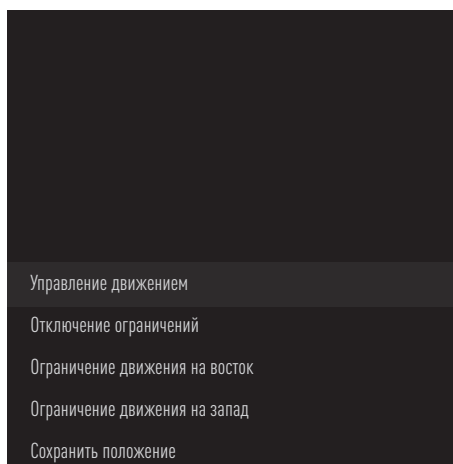 Управление движением
Отключение ограничений
Ограничение движения на восток
Ограничение движения на запад
Сохранить положение